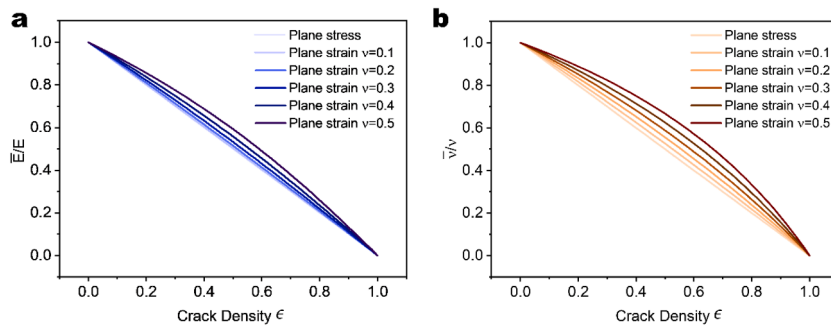 a
Plane stress
Plane strain ν=0.1
Plane strain ν=0.2
Plane strain ν=0.3
Plane strain ν=0.4
Plane strain ν=0.5
1.0
0.8
0.6
0.4
0.2
0.0
E̅/E
0.0 0.2 0.4 0.6 0.8 1.0
Crack Density ϵ
b
Plane stress
Plane strain ν=0.1
Plane strain ν=0.2
Plane strain ν=0.3
Plane strain ν=0.4
Plane strain ν=0.5
1.0
0.8
0.6
0.4
0.2
0.0
ν̅/ν
0.0 0.2 0.4 0.6 0.8 1.0
Crack Density ϵ